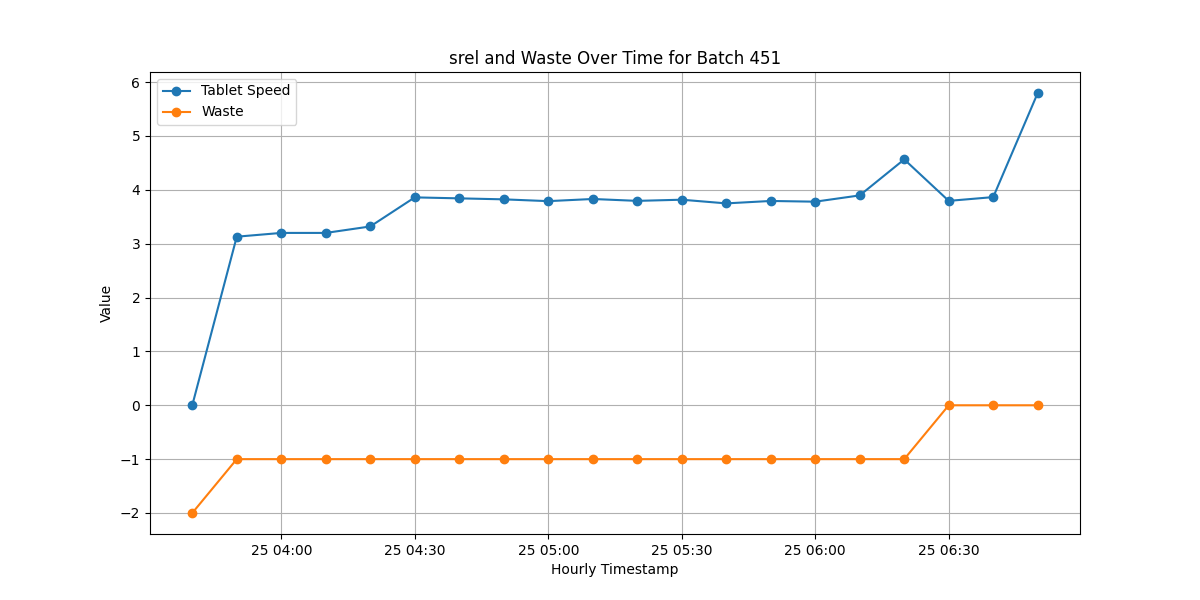 srel and Waste Over Time for Batch 451
Tablet Speed
Waste
Value
6
5
4
3
2
1
0
−1
−2
25 04:00 25 04:30 25 05:00 25 05:30 25 06:00 25 06:30
Hourly Timestamp